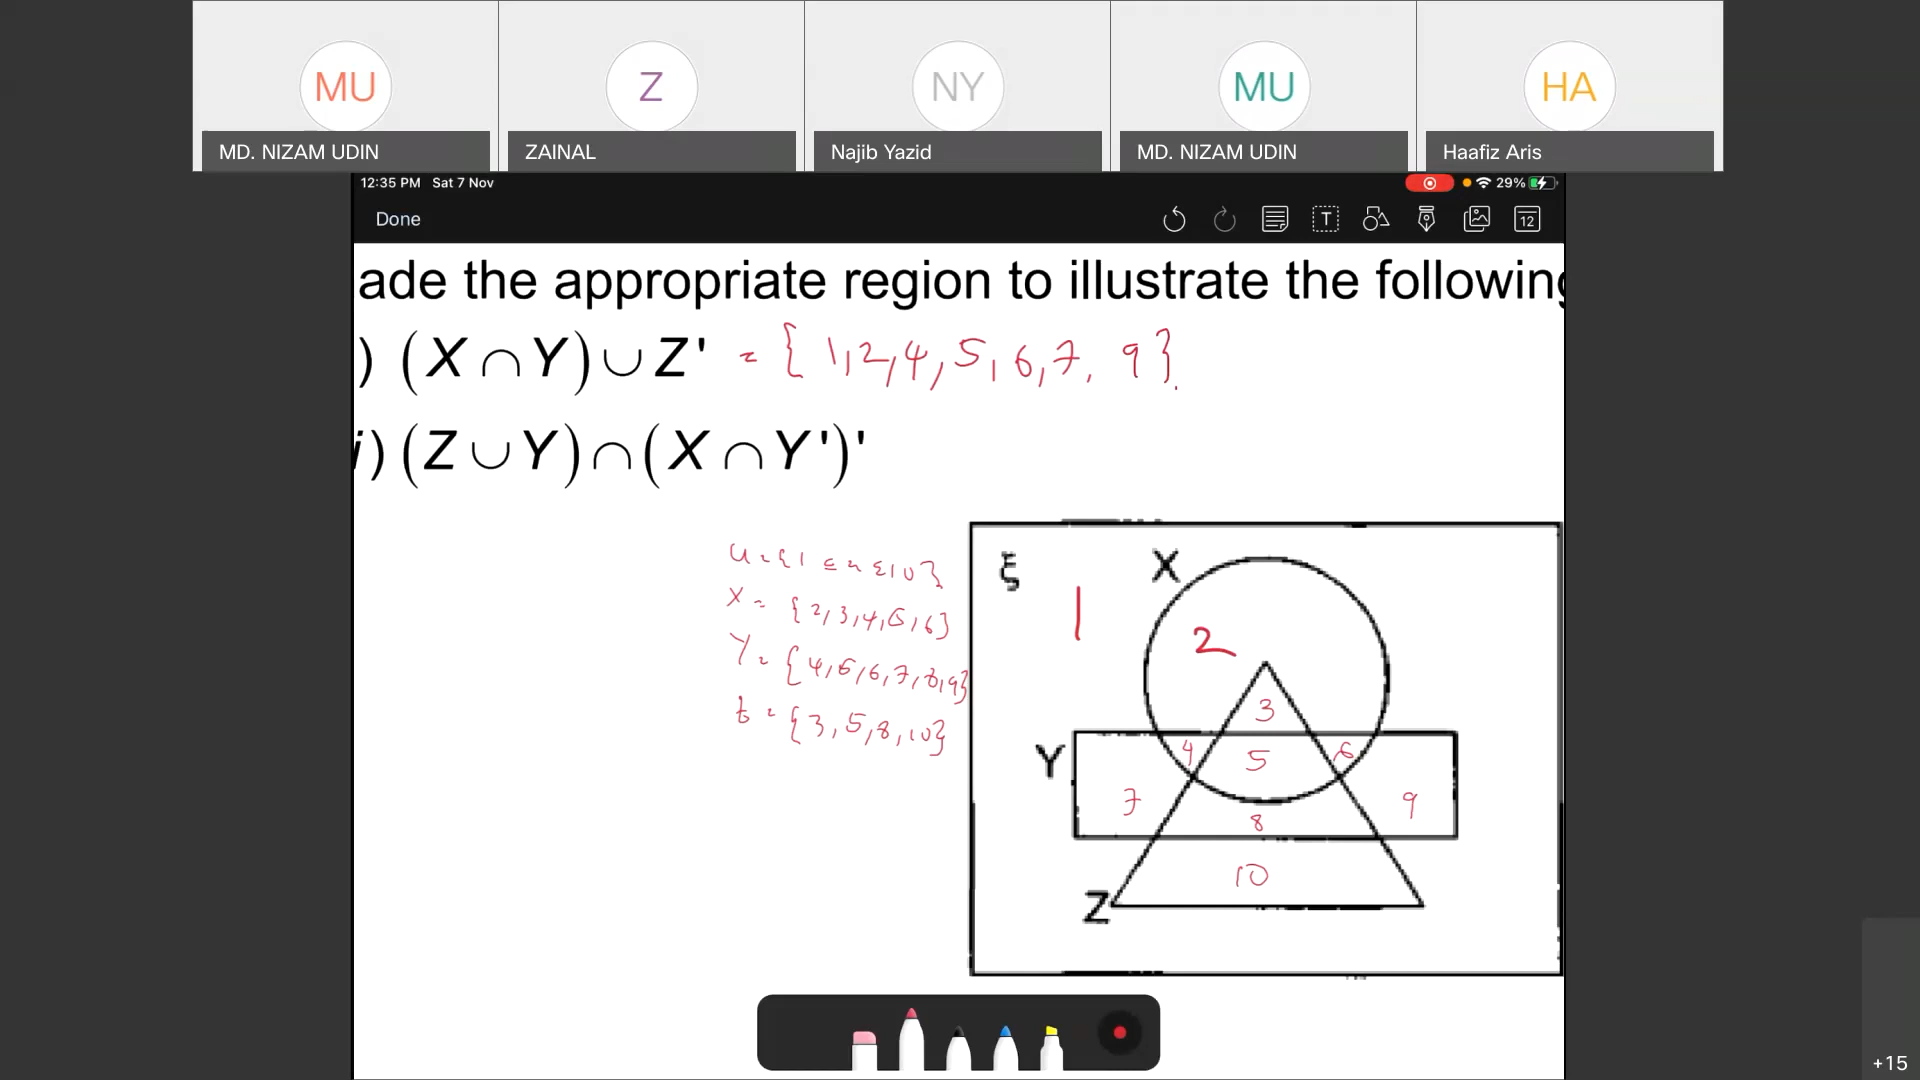 MU Z NY MU HA
MD. NIZAM UDIN ZAINAL Najib Yazid MD. NIZAM UDIN Haafiz Aris
12:35 PM Sat 7 Nov 29%
Done T 12
ade the appropriate region to illustrate the following
) (X ∩ Y) ∪ Z' = { 1, 2, 4, 5, 6, 7, 9 }.
i) (Z ∪ Y) ∩ (X ∩ Y')'
U = { 1 ≤ x ≤ 10 }
X = { 2, 3, 4, 5, 6 }
Y = { 4, 5, 6, 7, 8, 9 }
Z = { 3, 5, 8, 10 }
ξ X
1
2
3
Y 4 5 6
7 8 9
10
Z
+15